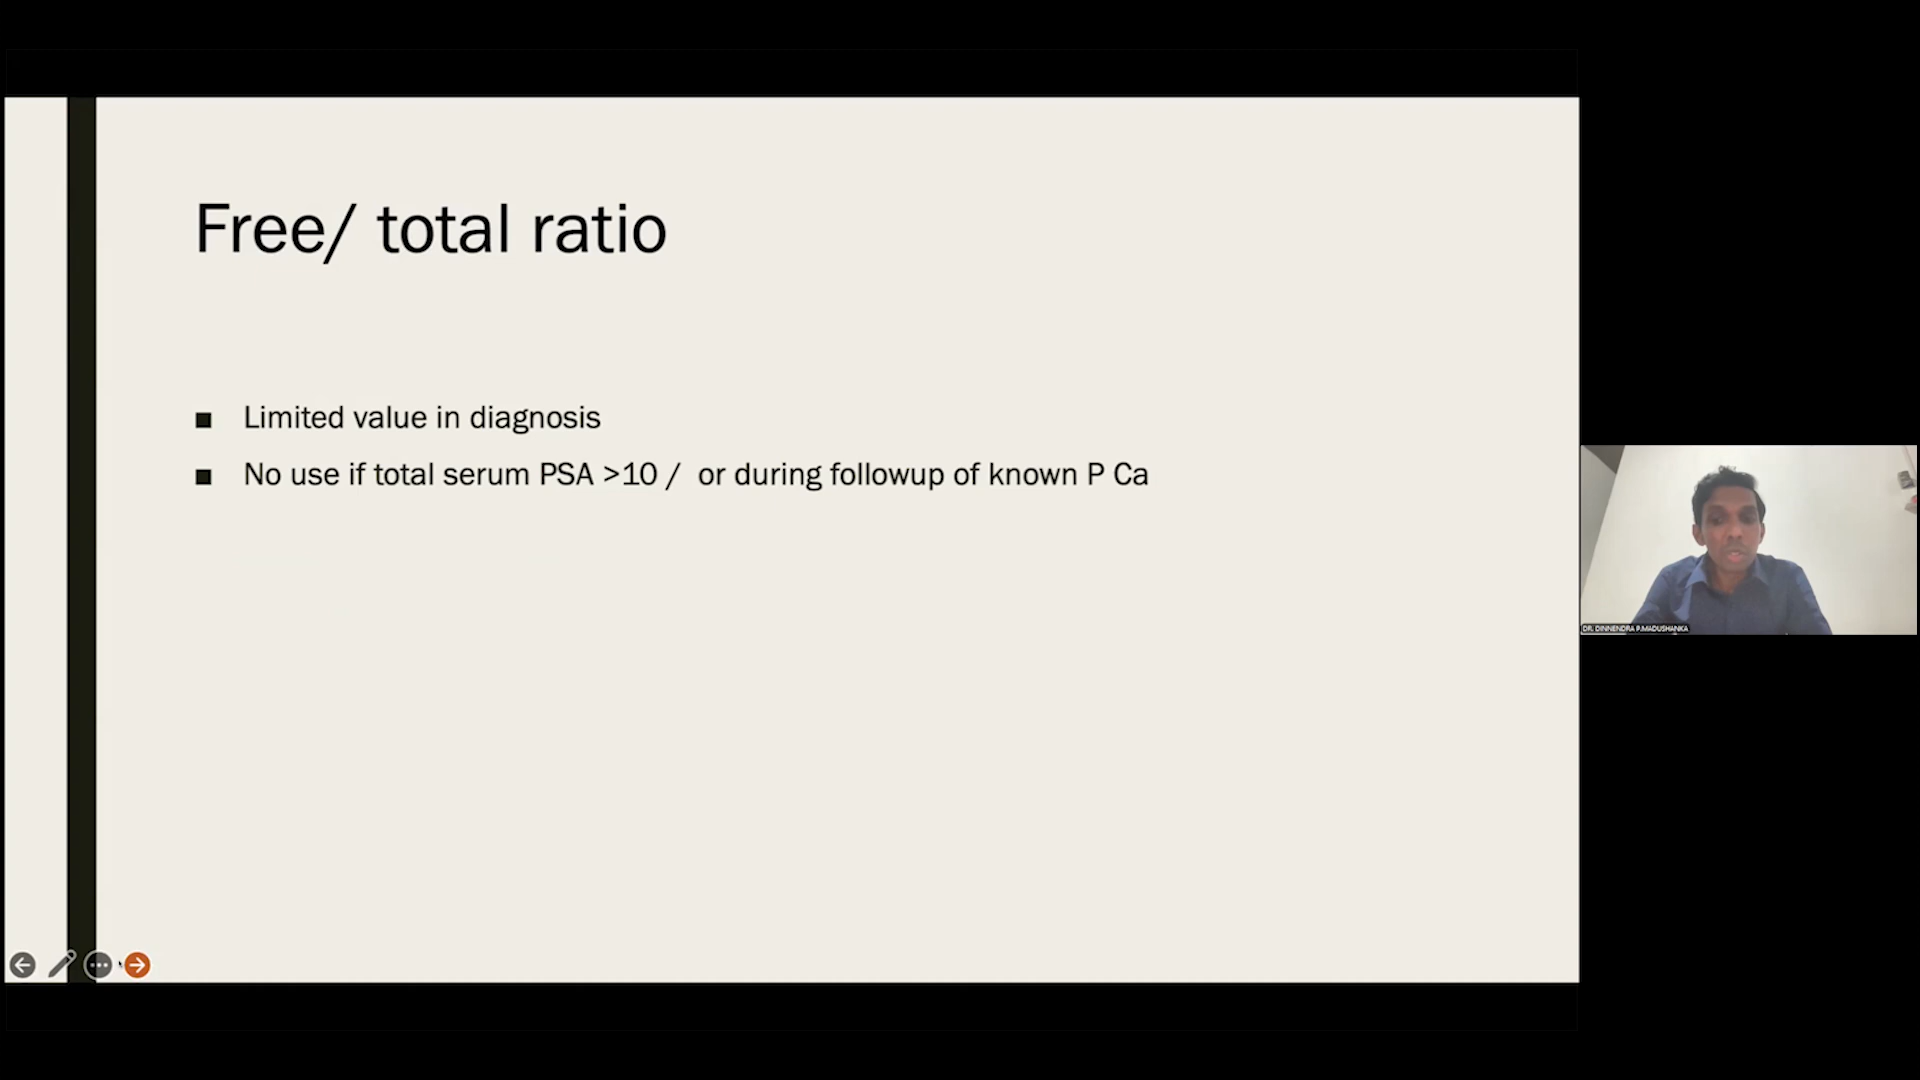 Free/ total ratio
Limited value in diagnosis
No use if total serum PSA >10 / or during followup of known P Ca
DR. DINNENDRA P.MADUSHANKA